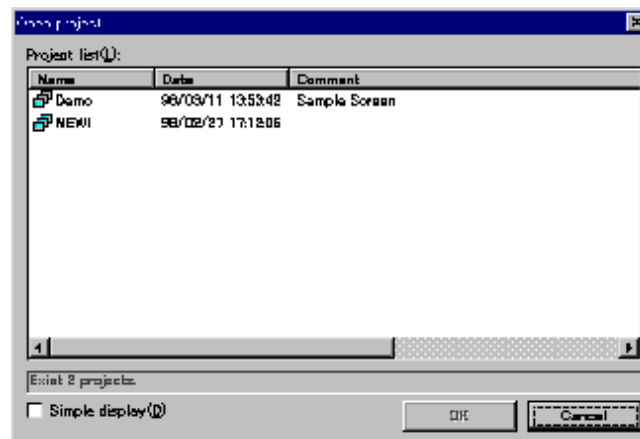 Open project
Project list(L):
Name Date Comment
Demo 98/03/11 13:53:42 Sample Screen
98/02/27 17:12:06
Exist 2 projects.
Simple display(D)
OK Cancel